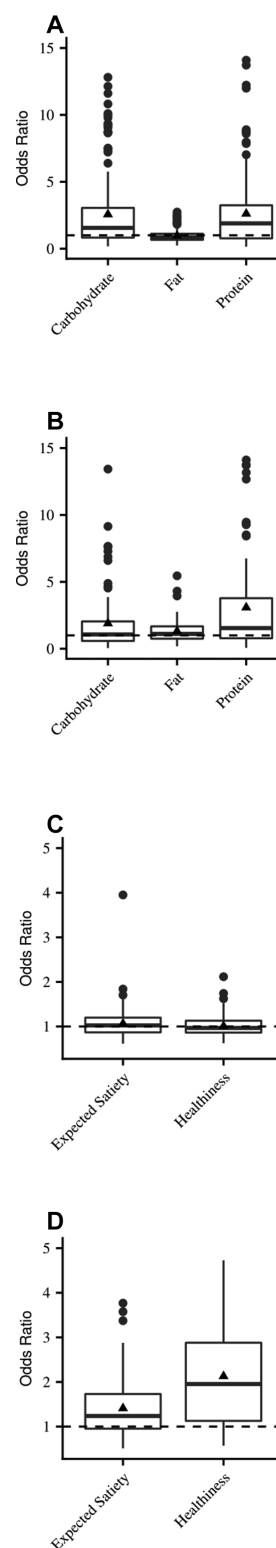 A
15
10
5
0
Odds Ratio
Carbohydrate
Fat
Protein
B
15
10
5
0
Odds Ratio
Carbohydrate
Fat
Protein
C
5
4
3
2
1
Odds Ratio
Expected Satiety
Healthiness
D
5
4
3
2
1
Odds Ratio
Expected Satiety
Healthiness